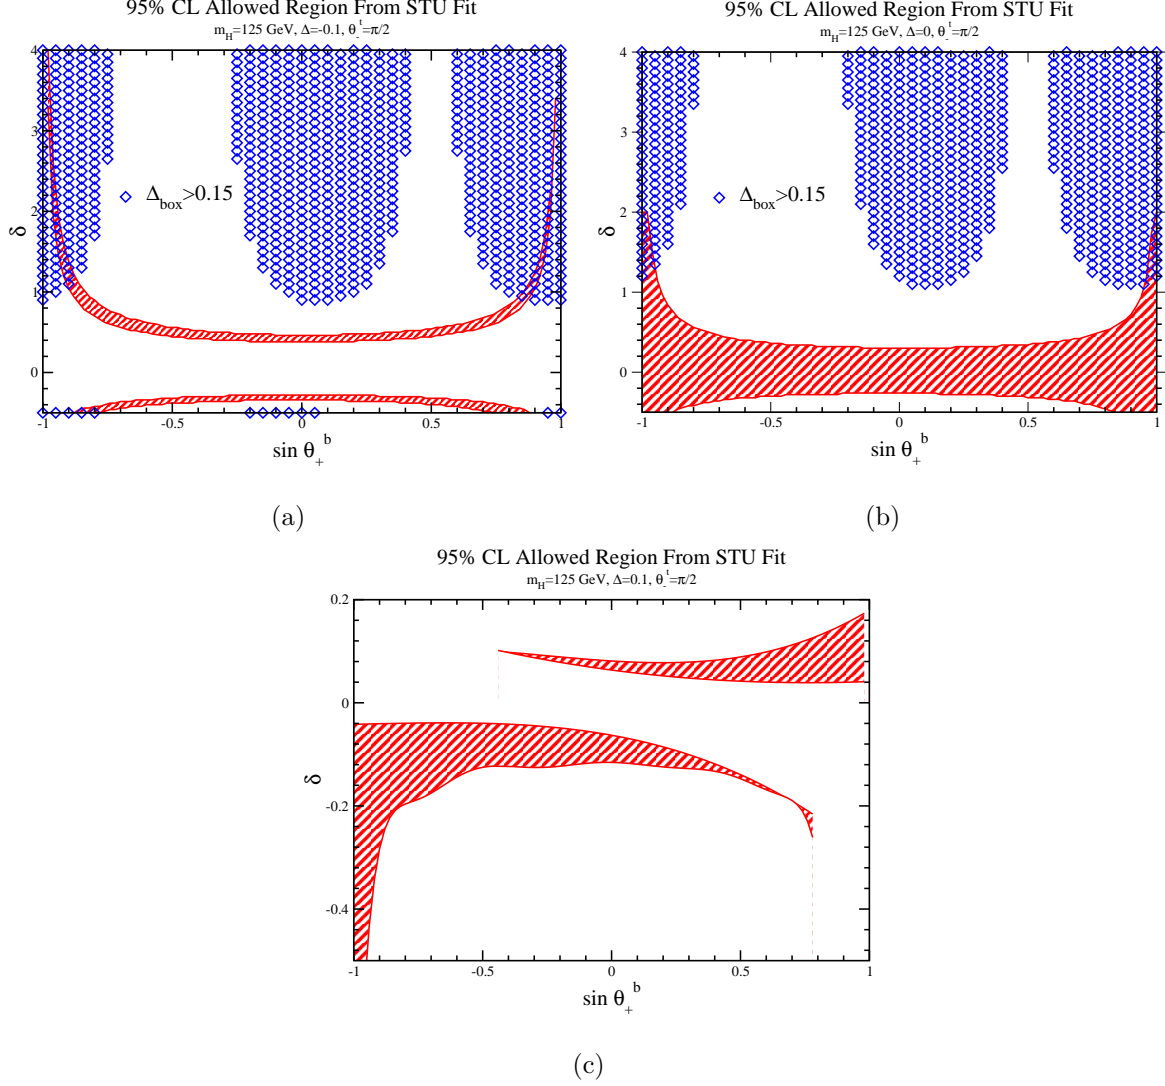 95% CL Allowed Region From STU Fit
m_H=125 GeV, Δ=-0.1, θ_-^t=π/2
4
3
2
1
0
δ
Δ_box>0.15
-1
-0.5
0
0.5
1
sin θ_+^b
(a)
95% CL Allowed Region From STU Fit
m_H=125 GeV, Δ=0, θ_-^t=π/2
4
3
2
1
0
δ
Δ_box>0.15
-1
-0.5
0
0.5
1
sin θ_+^b
(b)
95% CL Allowed Region From STU Fit
m_H=125 GeV, Δ=0.1, θ_-^t=π/2
0.2
0
-0.2
-0.4
δ
-1
-0.5
0
0.5
1
sin θ_+^b
(c)